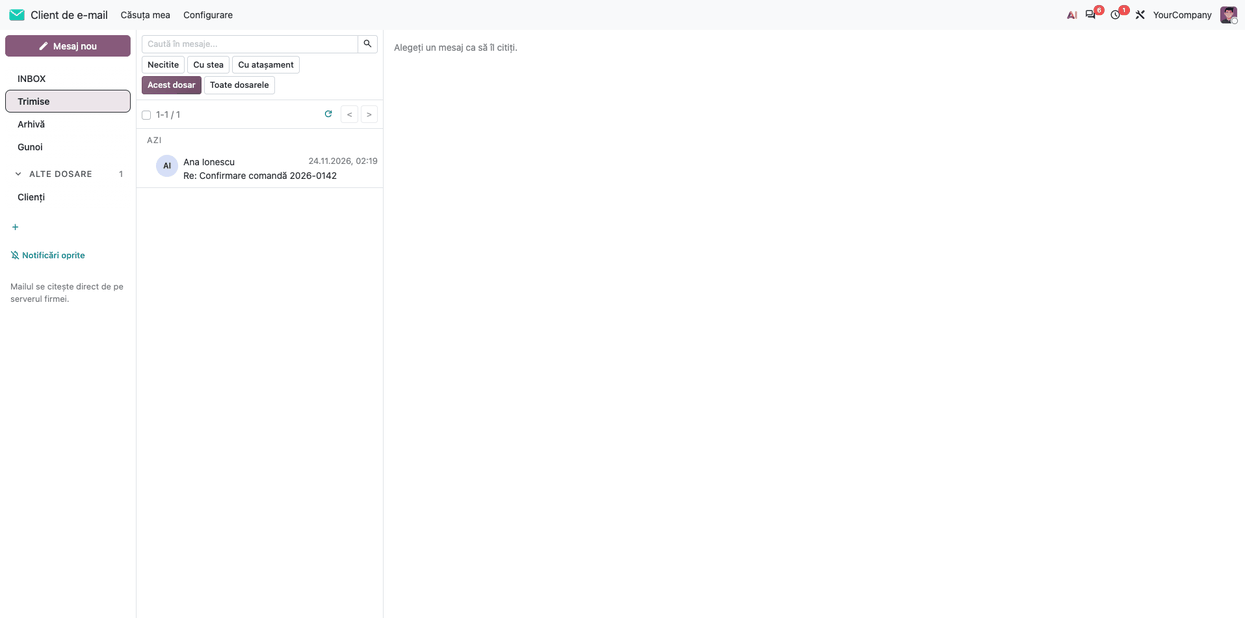 Client de e-mail Căsuța mea Configurare AI 6 1 YourCompany
Mesaj nou
INBOX
Trimise
Arhivă
Gunoi
ALTE DOSARE 1
Clienți
+
Notificări oprite
Mailul se citește direct de pe
serverul firmei.
Caută în mesaje...
Necitite Cu stea Cu atașament
Acest dosar Toate dosarele
1-1 / 1 < >
AZI
AI Ana Ionescu 24.11.2026, 02:19
Re: Confirmare comandă 2026-0142
Alegeți un mesaj ca să îl citiți.